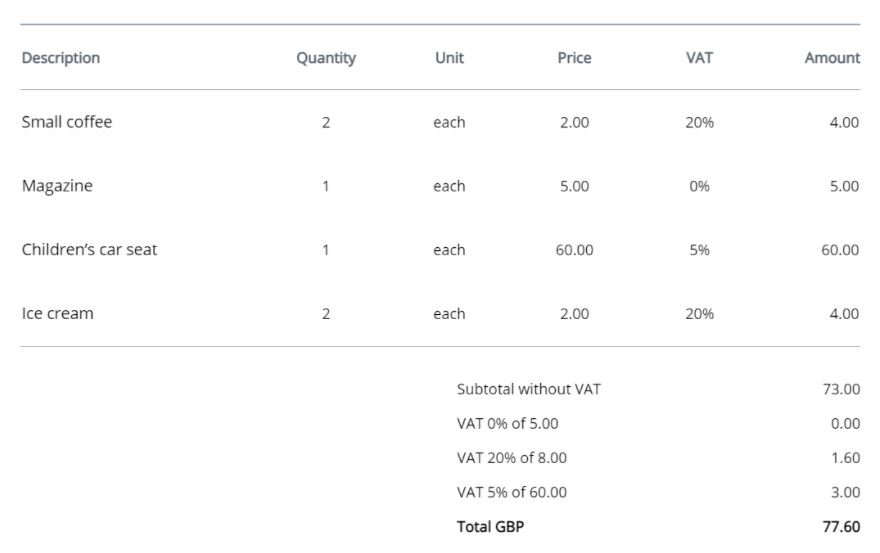 Description Quantity Unit Price VAT Amount
Small coffee 2 each 2.00 20% 4.00
Magazine 1 each 5.00 0% 5.00
Children’s car seat 1 each 60.00 5% 60.00
Ice cream 2 each 2.00 20% 4.00
Subtotal without VAT 73.00
VAT 0% of 5.00 0.00
VAT 20% of 8.00 1.60
VAT 5% of 60.00 3.00
Total GBP 77.60